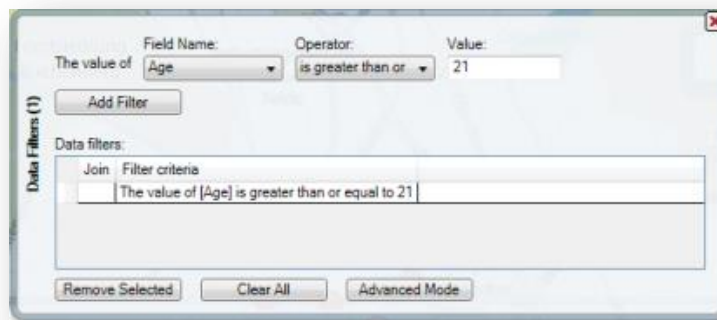 Field Name: Operator: Value:
The value of Age is greater than or 21
Add Filter
Data Filters (1)
Data filters:
Join Filter criteria
The value of [Age] is greater than or equal to 21
Remove Selected Clear All Advanced Mode